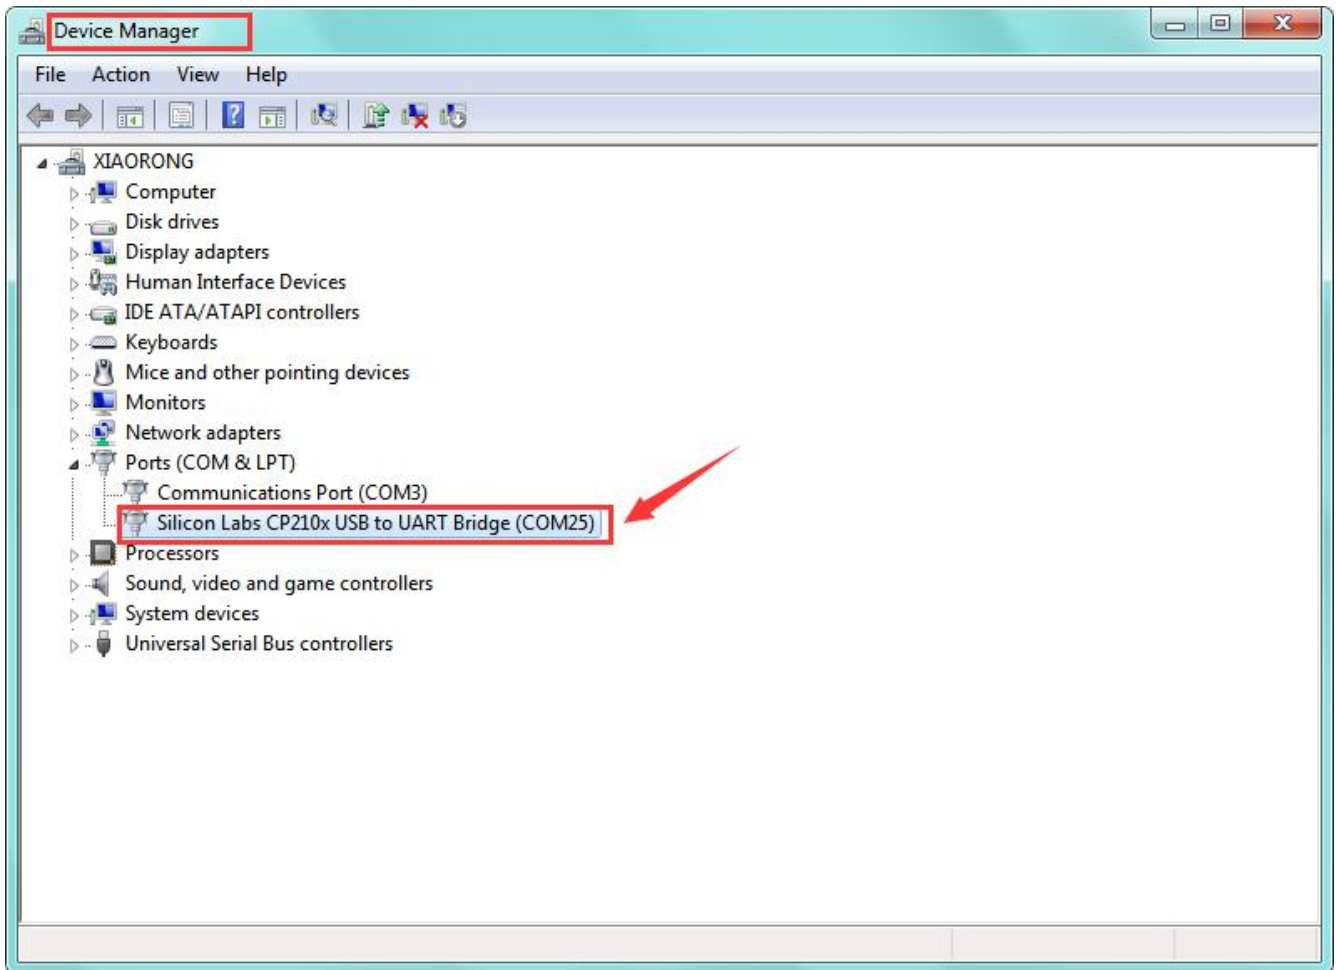 Device Manager
File Action View Help
XIAORONG
Computer
Disk drives
Display adapters
Human Interface Devices
IDE ATA/ATAPI controllers
Keyboards
Mice and other pointing devices
Monitors
Network adapters
Ports (COM & LPT)
Communications Port (COM3)
Silicon Labs CP210x USB to UART Bridge (COM25)
Processors
Sound, video and game controllers
System devices
Universal Serial Bus controllers